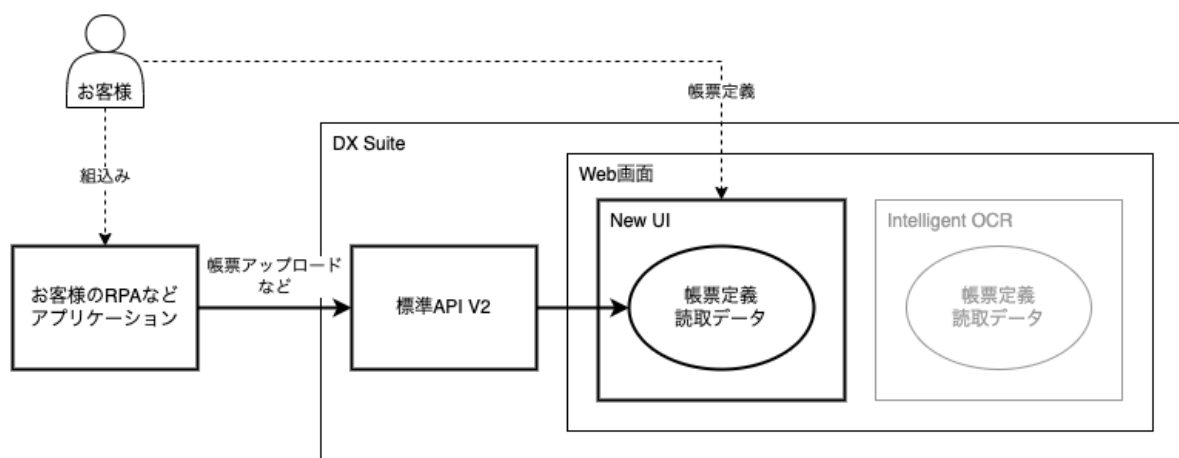 お客様
帳票定義
DX Suite
組込み
Web画面
New UI
Intelligent OCR
帳票アップロード
など
お客様のRPAなど
アプリケーション
標準API V2
帳票定義
読取データ
帳票定義
読取データ